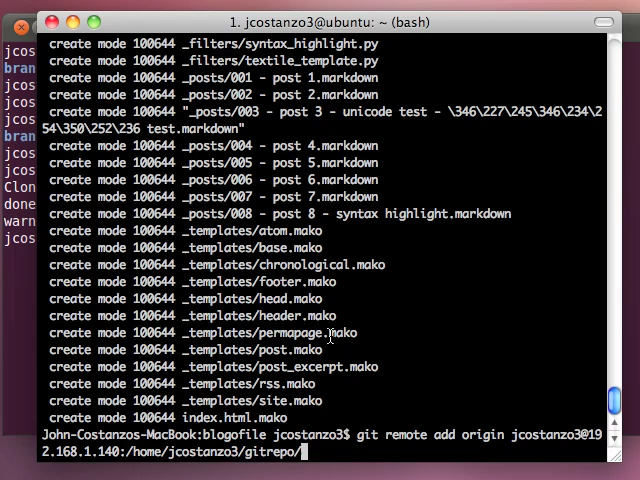 1. jcostanzo3@ubuntu: ~ (bash)
jcos
bran
jcos
jcos
jcos
bran
jcos
jcos
Clon
done
warn
jcos
create mode 100644 _filters/syntax_highlight.py
create mode 100644 _filters/textile_template.py
create mode 100644 _posts/001 - post 1.markdown
create mode 100644 _posts/002 - post 2.markdown
create mode 100644 "_posts/003 - post 3 - unicode test - \346\227\245\346\234\2
54\350\252\236 test.markdown"
create mode 100644 _posts/004 - post 4.markdown
create mode 100644 _posts/005 - post 5.markdown
create mode 100644 _posts/006 - post 6.markdown
create mode 100644 _posts/007 - post 7.markdown
create mode 100644 _posts/008 - post 8 - syntax highlight.markdown
create mode 100644 _templates/atom.mako
create mode 100644 _templates/base.mako
create mode 100644 _templates/chronological.mako
create mode 100644 _templates/footer.mako
create mode 100644 _templates/head.mako
create mode 100644 _templates/header.mako
create mode 100644 _templates/permapage.mako
create mode 100644 _templates/post.mako
create mode 100644 _templates/post_excerpt.mako
create mode 100644 _templates/rss.mako
create mode 100644 _templates/site.mako
create mode 100644 index.html.mako
John-Costanzos-MacBook:blogofile jcostanzo3$ git remote add origin jcostanzo3@19
2.168.1.140:/home/jcostanzo3/gitrepo/